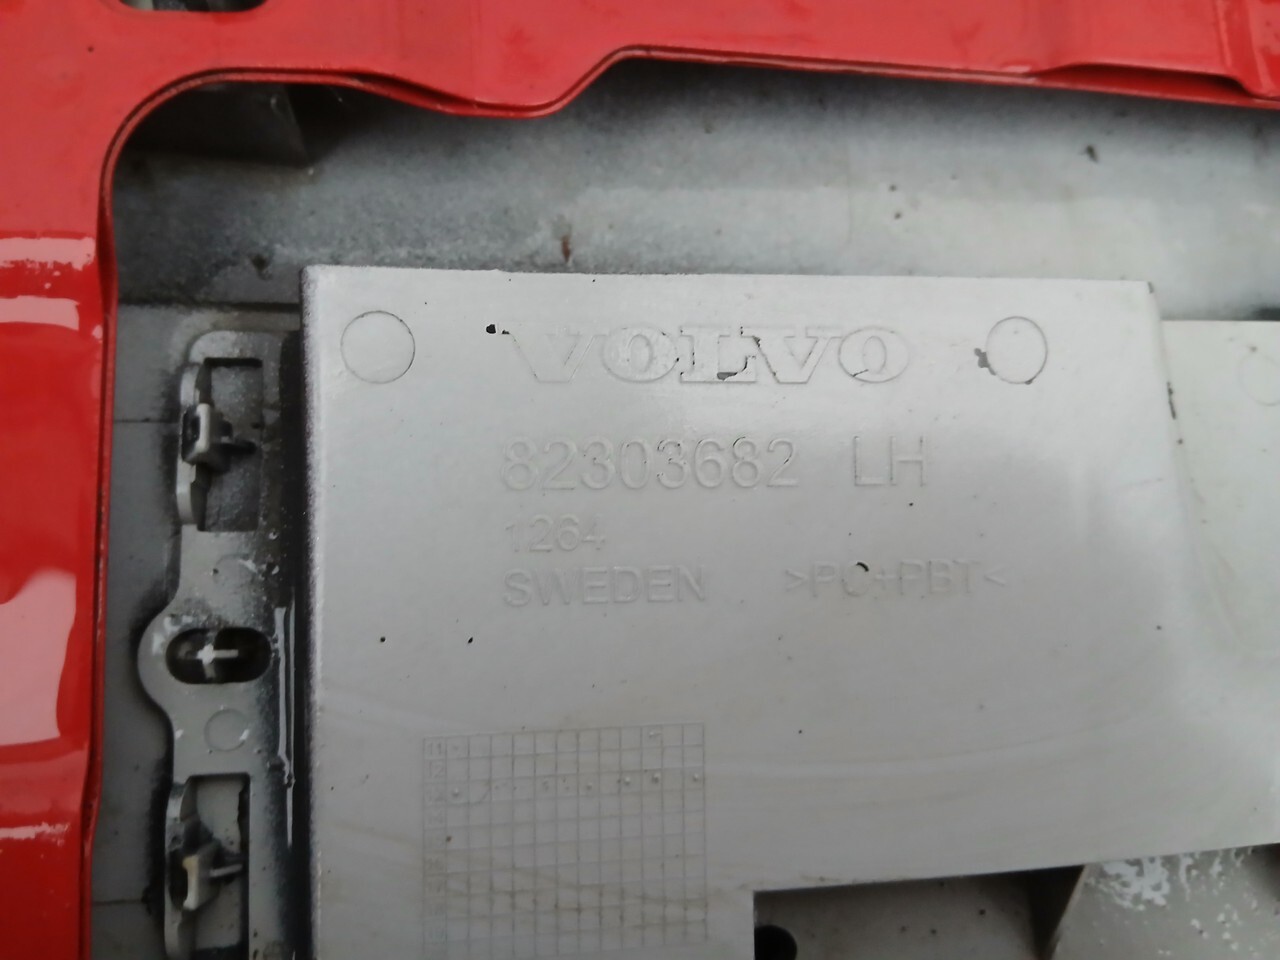 VOLVO
82303682 LH
1264
SWEDEN >PC+PBT<